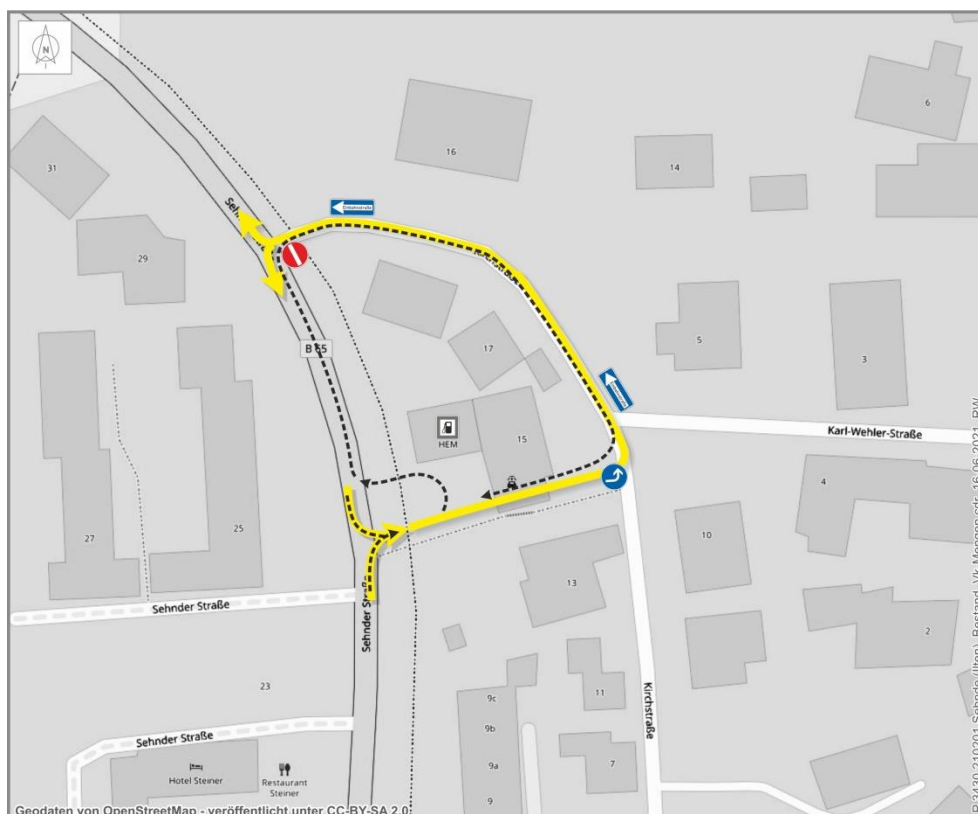 N
6
16
14
31
Einbahnstraße
29
5
17
3
B 65
Karl-Wehler-Straße
HEM
15
4
27
25
10
13
Sehnder Straße
Sehnder Straße
2
23
11
9c
Kirchstraße
9b
Sehnder Straße
7
9a
Hotel Steiner
Restaurant
Steiner
9
Geodaten von OpenStreetMap - veröffentlicht unter CC-BY-SA 2.0